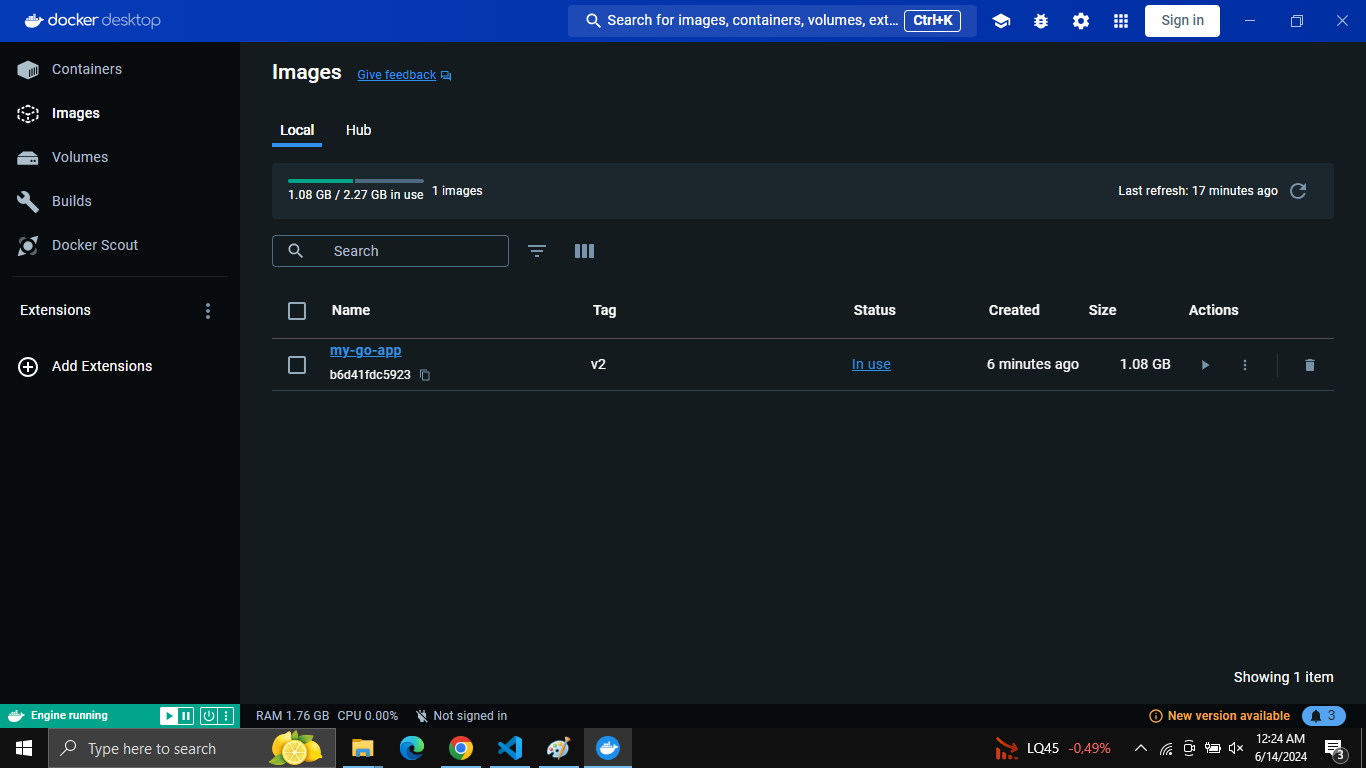 docker desktop
Search for images, containers, volumes, ext... Ctrl+K
Sign in
Containers
Images
Volumes
Builds
Docker Scout
Extensions
Add Extensions
Images Give feedback
Local Hub
1.08 GB / 2.27 GB in use 1 images
Last refresh: 17 minutes ago
Search
Name Tag Status Created Size Actions
my-go-app v2 In use 6 minutes ago 1.08 GB
b6d41fdc5923
Showing 1 item
Engine running RAM 1.76 GB CPU 0.00% Not signed in New version available 3
Type here to search LQ45 -0,49% 12:24 AM
6/14/2024 3